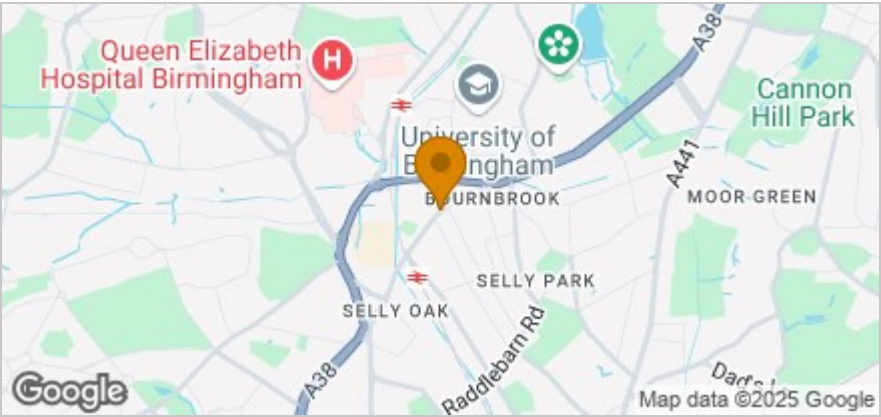 A38
Queen Elizabeth
Hospital Birmingham
H
Cannon
Hill Park
University of
A441
BOURNBROOK
MOOR GREEN
SELLY PARK
SELLY OAK
Raddlebarn Rd
A38
Google
Map data ©2025 Google